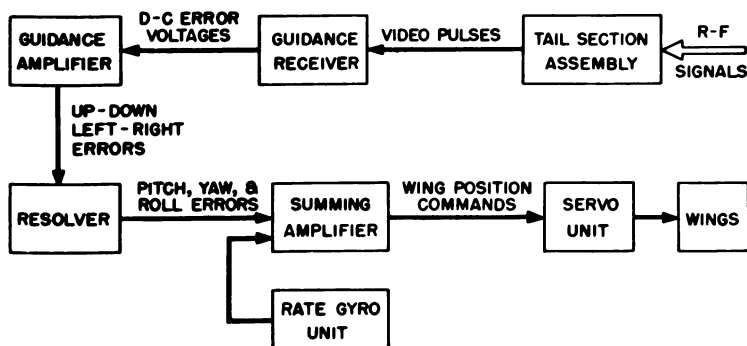 D-C ERROR
VOLTAGES
GUIDANCE
AMPLIFIER
GUIDANCE
RECEIVER
VIDEO PULSES
TAIL SECTION
ASSEMBLY
R-F
SIGNALS
UP-DOWN
LEFT-RIGHT
ERRORS
RESOLVER
PITCH, YAW, &
ROLL ERRORS
SUMMING
AMPLIFIER
WING POSITION
COMMANDS
SERVO
UNIT
WINGS
RATE GYRO
UNIT